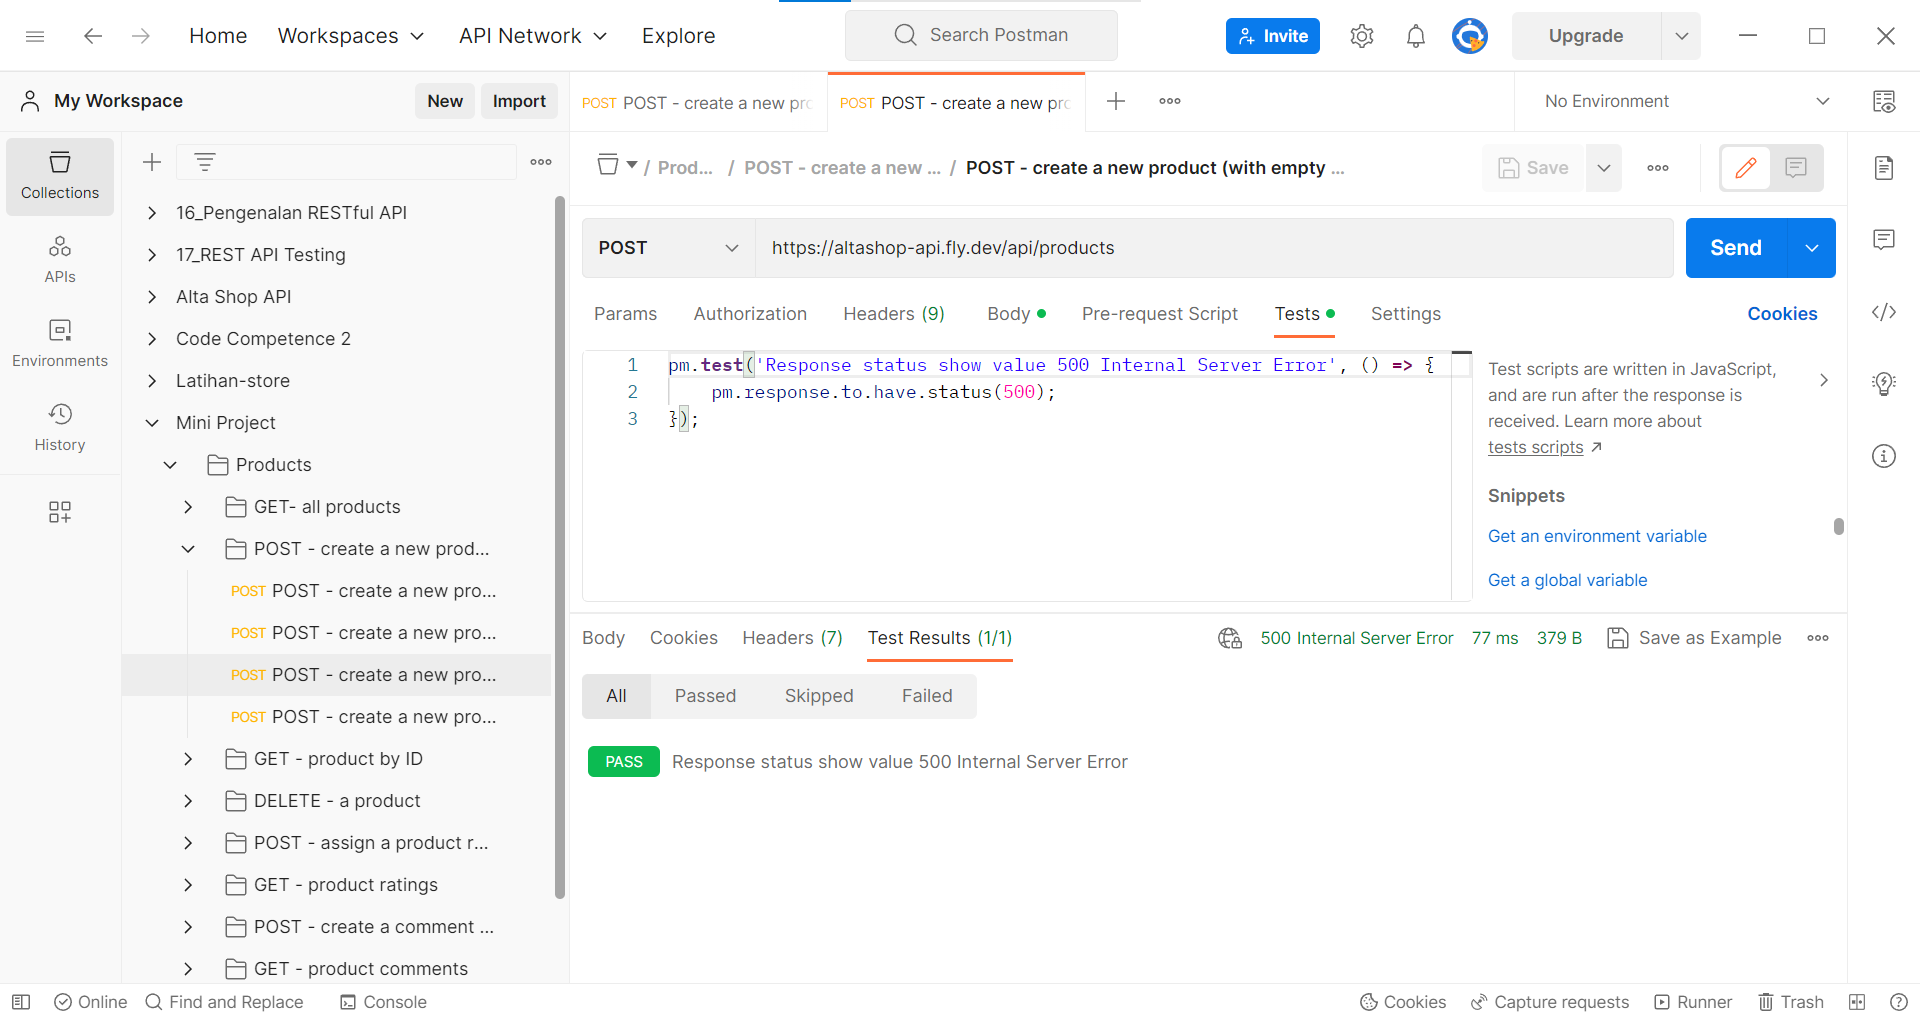 Home Workspaces API Network Explore Search Postman Invite Upgrade
My Workspace New Import
POST POST - create a new pro POST POST - create a new pro No Environment
Collections
APIs
Environments
History
16_Pengenalan RESTful API
17_REST API Testing
Alta Shop API
Code Competence 2
Latihan-store
Mini Project
Products
GET- all products
POST - create a new prod...
POST POST - create a new pro...
POST POST - create a new pro...
POST POST - create a new pro...
POST POST - create a new pro...
GET - product by ID
DELETE - a product
POST - assign a product r...
GET - product ratings
POST - create a comment ...
GET - product comments
/ Prod... / POST - create a new ... / POST - create a new product (with empty ... Save
POST https://altashop-api.fly.dev/api/products Send
Params Authorization Headers (9) Body Pre-request Script Tests Settings Cookies
1 pm.test('Response status show value 500 Internal Server Error', () => {
2 pm.response.to.have.status(500);
3 });
Test scripts are written in JavaScript,
and are run after the response is
received. Learn more about
tests scripts
Snippets
Get an environment variable
Get a global variable
Body Cookies Headers (7) Test Results (1/1) 500 Internal Server Error 77 ms 379 B Save as Example
All Passed Skipped Failed
PASS Response status show value 500 Internal Server Error
Online Find and Replace Console Cookies Capture requests Runner Trash